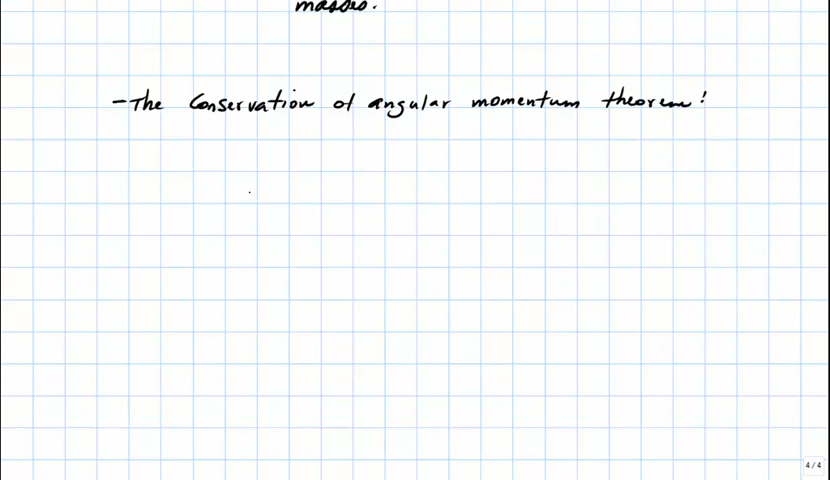 masses.
-The Conservation of angular momentum theorem!
4/4